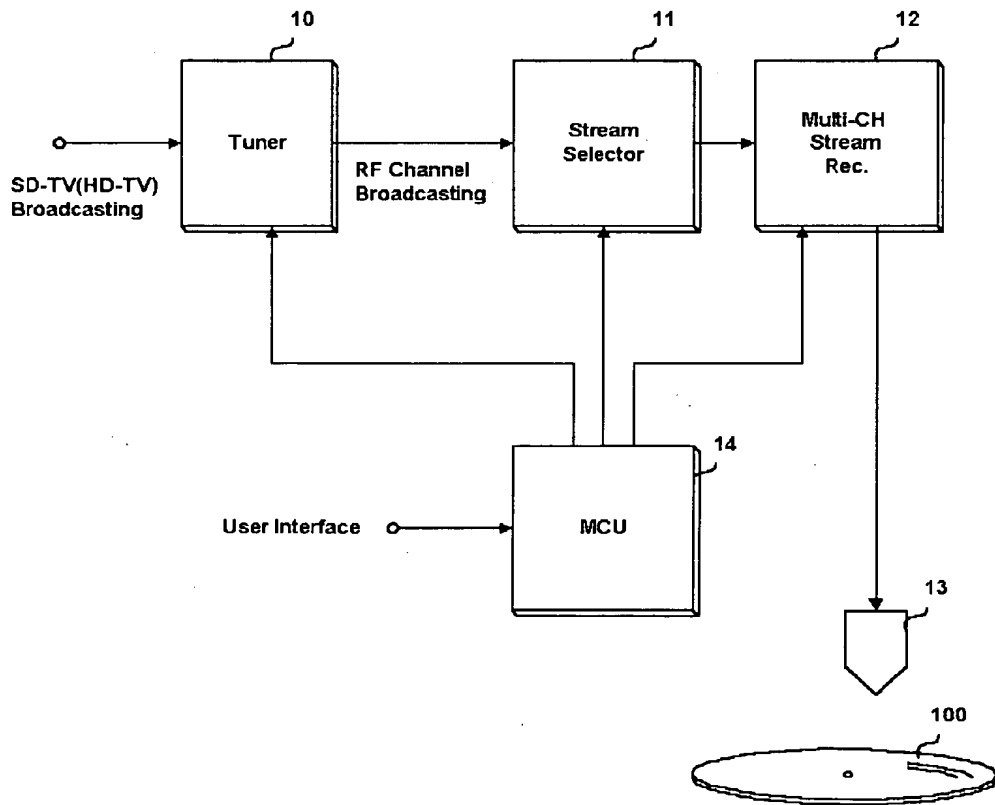 10
11
12
Tuner
Stream
Selector
Multi-CH
Stream
Rec.
SD-TV(HD-TV)
Broadcasting
RF Channel
Broadcasting
14
User Interface
MCU
13
100